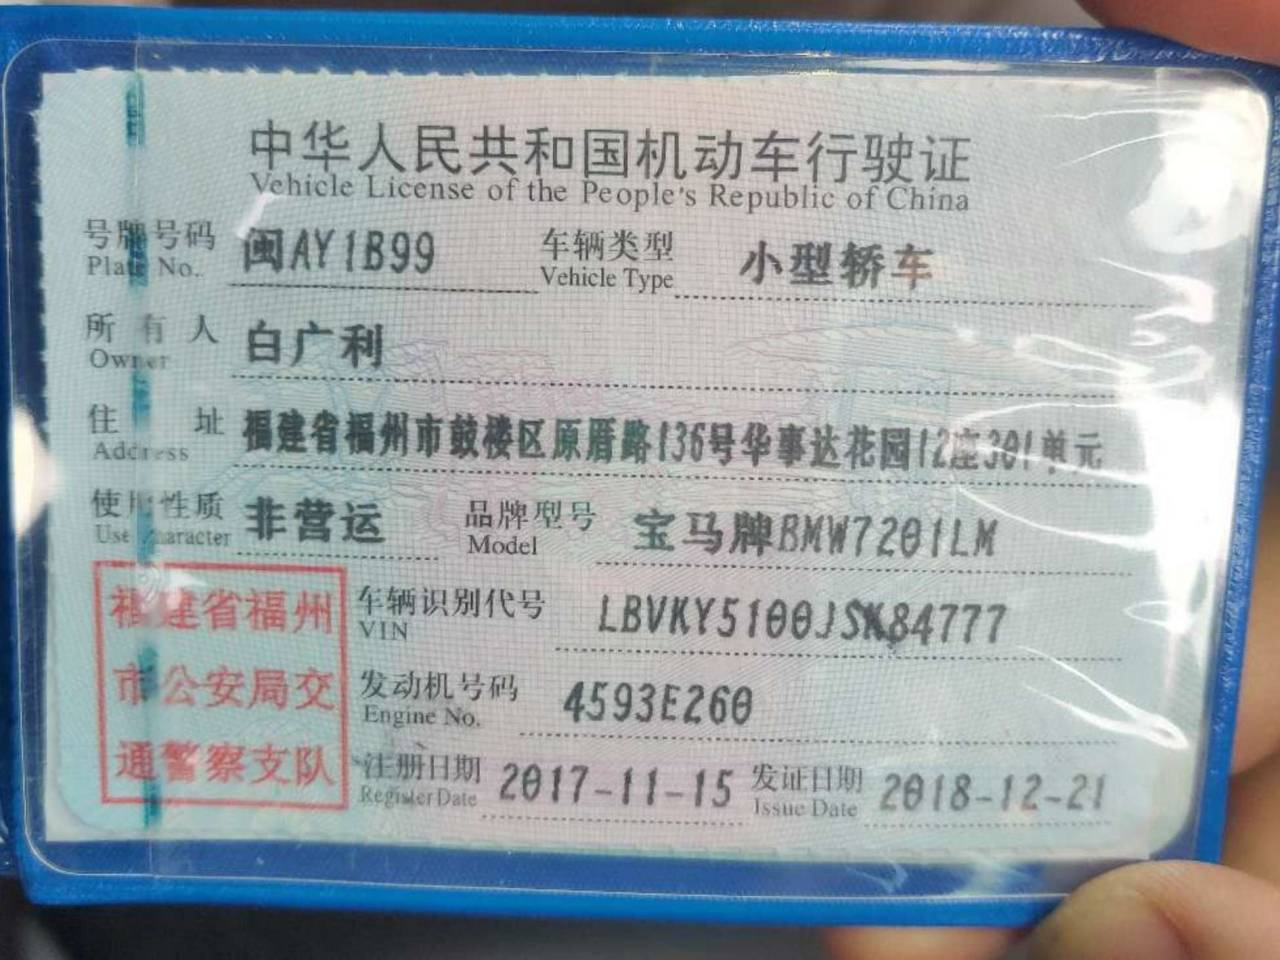 中华人民共和国机动车行驶证
Vehicle License of the People's Republic of China
号牌号码 闽AY1B99 车辆类型 小型轿车
Plate No. Vehicle Type
所有人 白广利
Owner
住址 福建省福州市鼓楼区原厝路136号华事达花园12座301单元
Address
使用性质 非营运 品牌型号 宝马牌BMW7201LM
Use Character Model
福建省福州
市公安局交
通警察支队
车辆识别代号 LBVKY5100JSK84777
VIN
发动机号码 4593E260
Engine No.
注册日期 2017-11-15 发证日期 2018-12-21
Register Date Issue Date